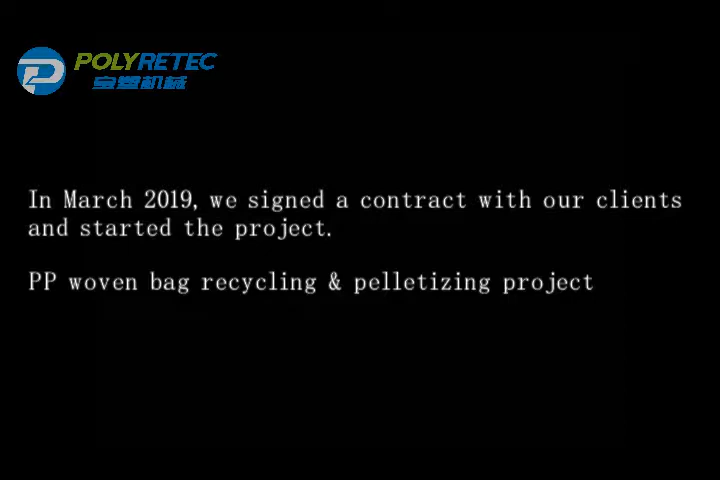 POLYRETEC
宝塑机械
In March 2019, we signed a contract with our clients
and started the project.
PP woven bag recycling & pelletizing project